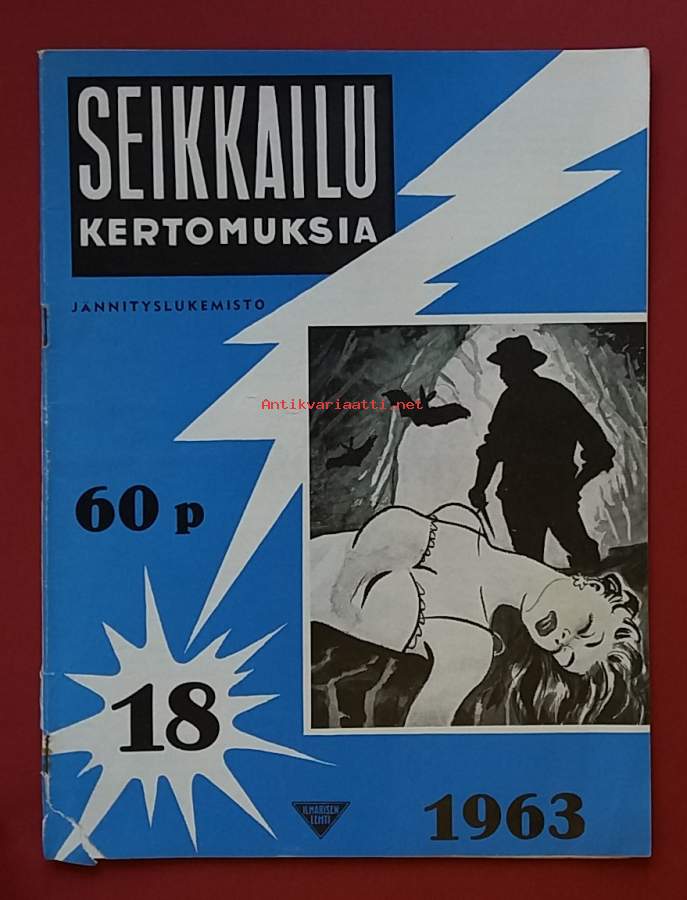 SEIKKAILU
KERTOMUKSIA
JÄNNITYSLUKEMISTO
Antikvariaatti.net
60 p
18
ILMARISEN
LEHTI
1963